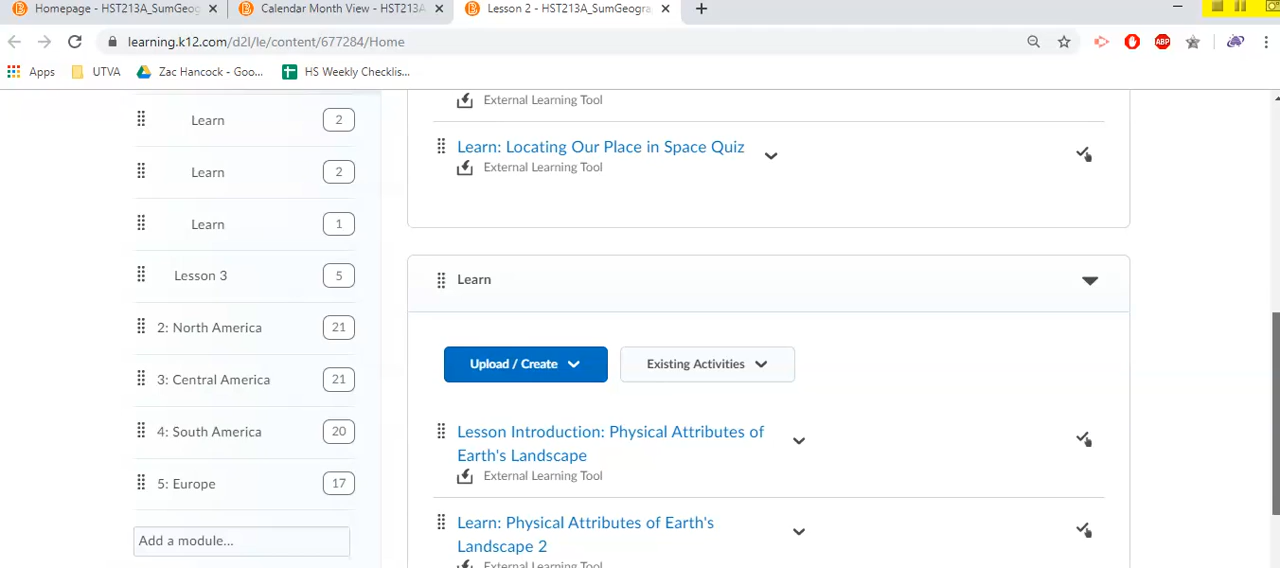 Homepage - HST213A_SumGeog
Calendar Month View - HST213A
Lesson 2 - HST213A_SumGeogra
learning.k12.com/d2l/le/content/677284/Home
ABP
Apps
UTVA
Zac Hancock - Goo...
HS Weekly Checklis...
Learn 2
Learn 2
Learn 1
Lesson 3 5
2: North America 21
3: Central America 21
4: South America 20
5: Europe 17
Add a module...
External Learning Tool
Learn: Locating Our Place in Space Quiz
External Learning Tool
Learn
Upload / Create
Existing Activities
Lesson Introduction: Physical Attributes of
Earth's Landscape
External Learning Tool
Learn: Physical Attributes of Earth's
Landscape 2
External Learning Tool